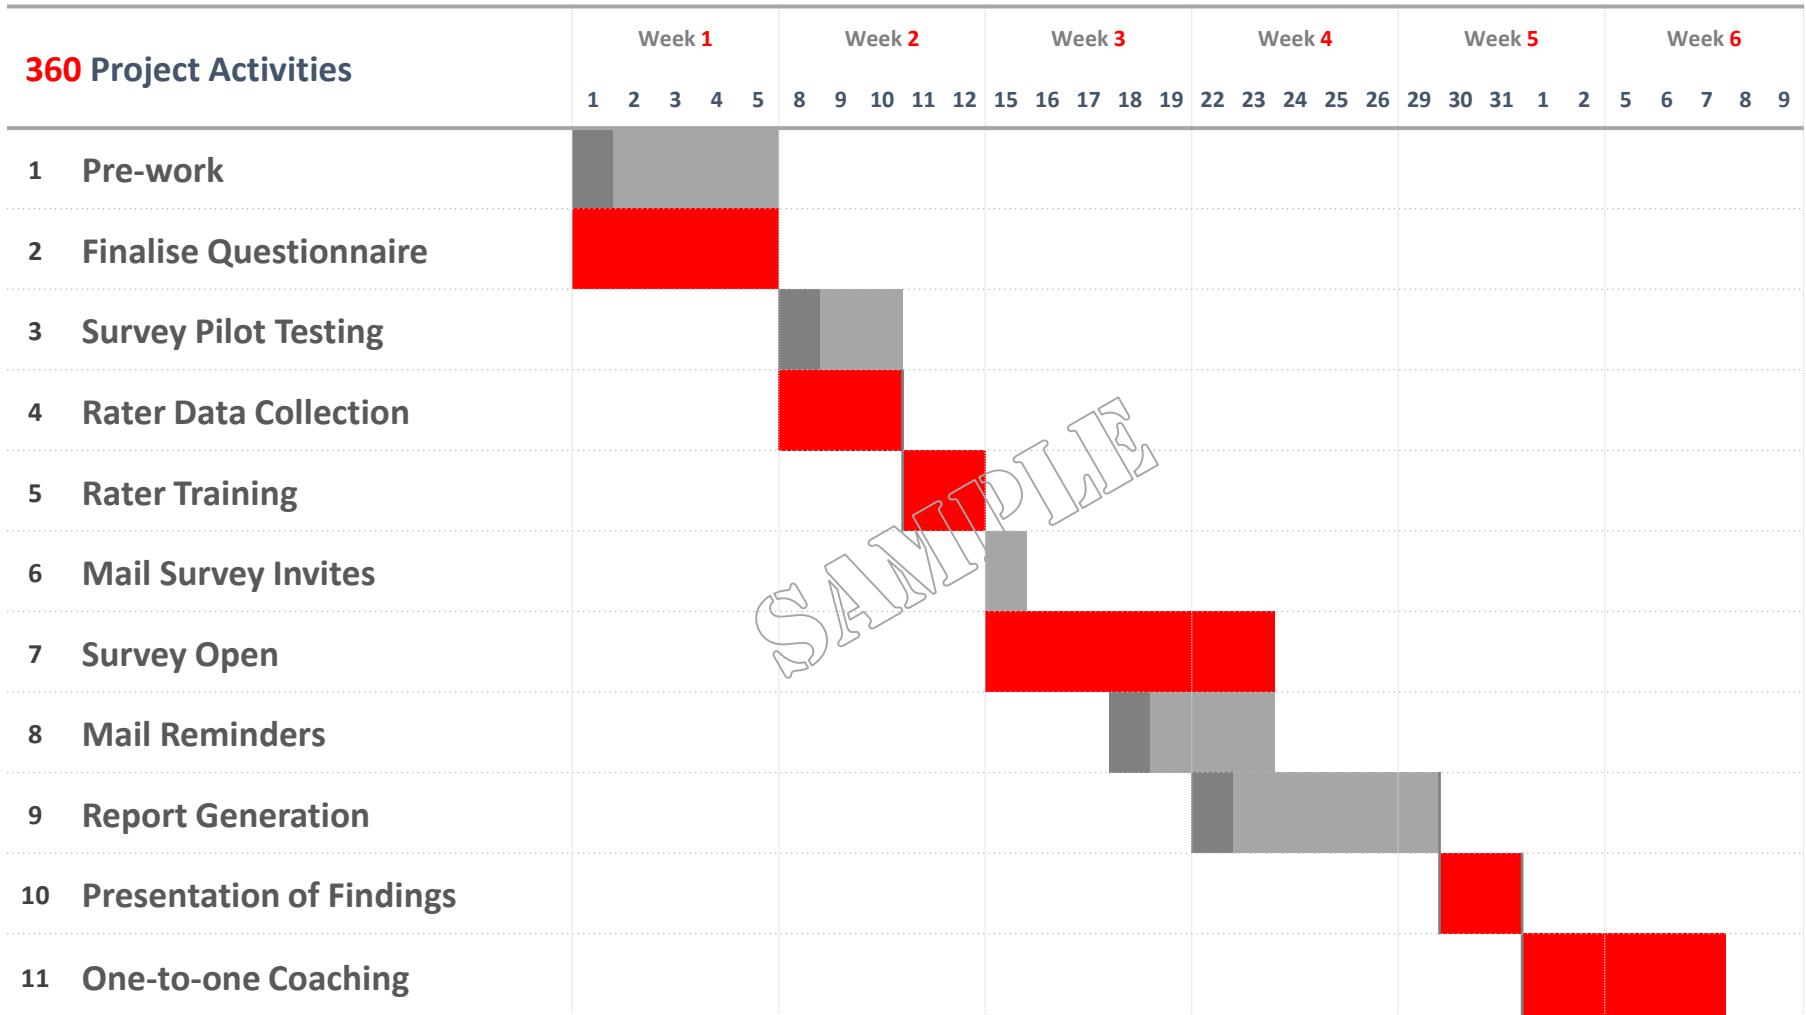 Week 1 Week 2 Week 3 Week 4 Week 5 Week 6
360 Project Activities
1 2 3 4 5 8 9 10 11 12 15 16 17 18 19 22 23 24 25 26 29 30 31 1 2 5 6 7 8 9
1 Pre-work
2 Finalise Questionnaire
3 Survey Pilot Testing
4 Rater Data Collection
5 Rater Training
6 Mail Survey Invites
7 Survey Open
8 Mail Reminders
9 Report Generation
10 Presentation of Findings
11 One-to-one Coaching
SAMPLE